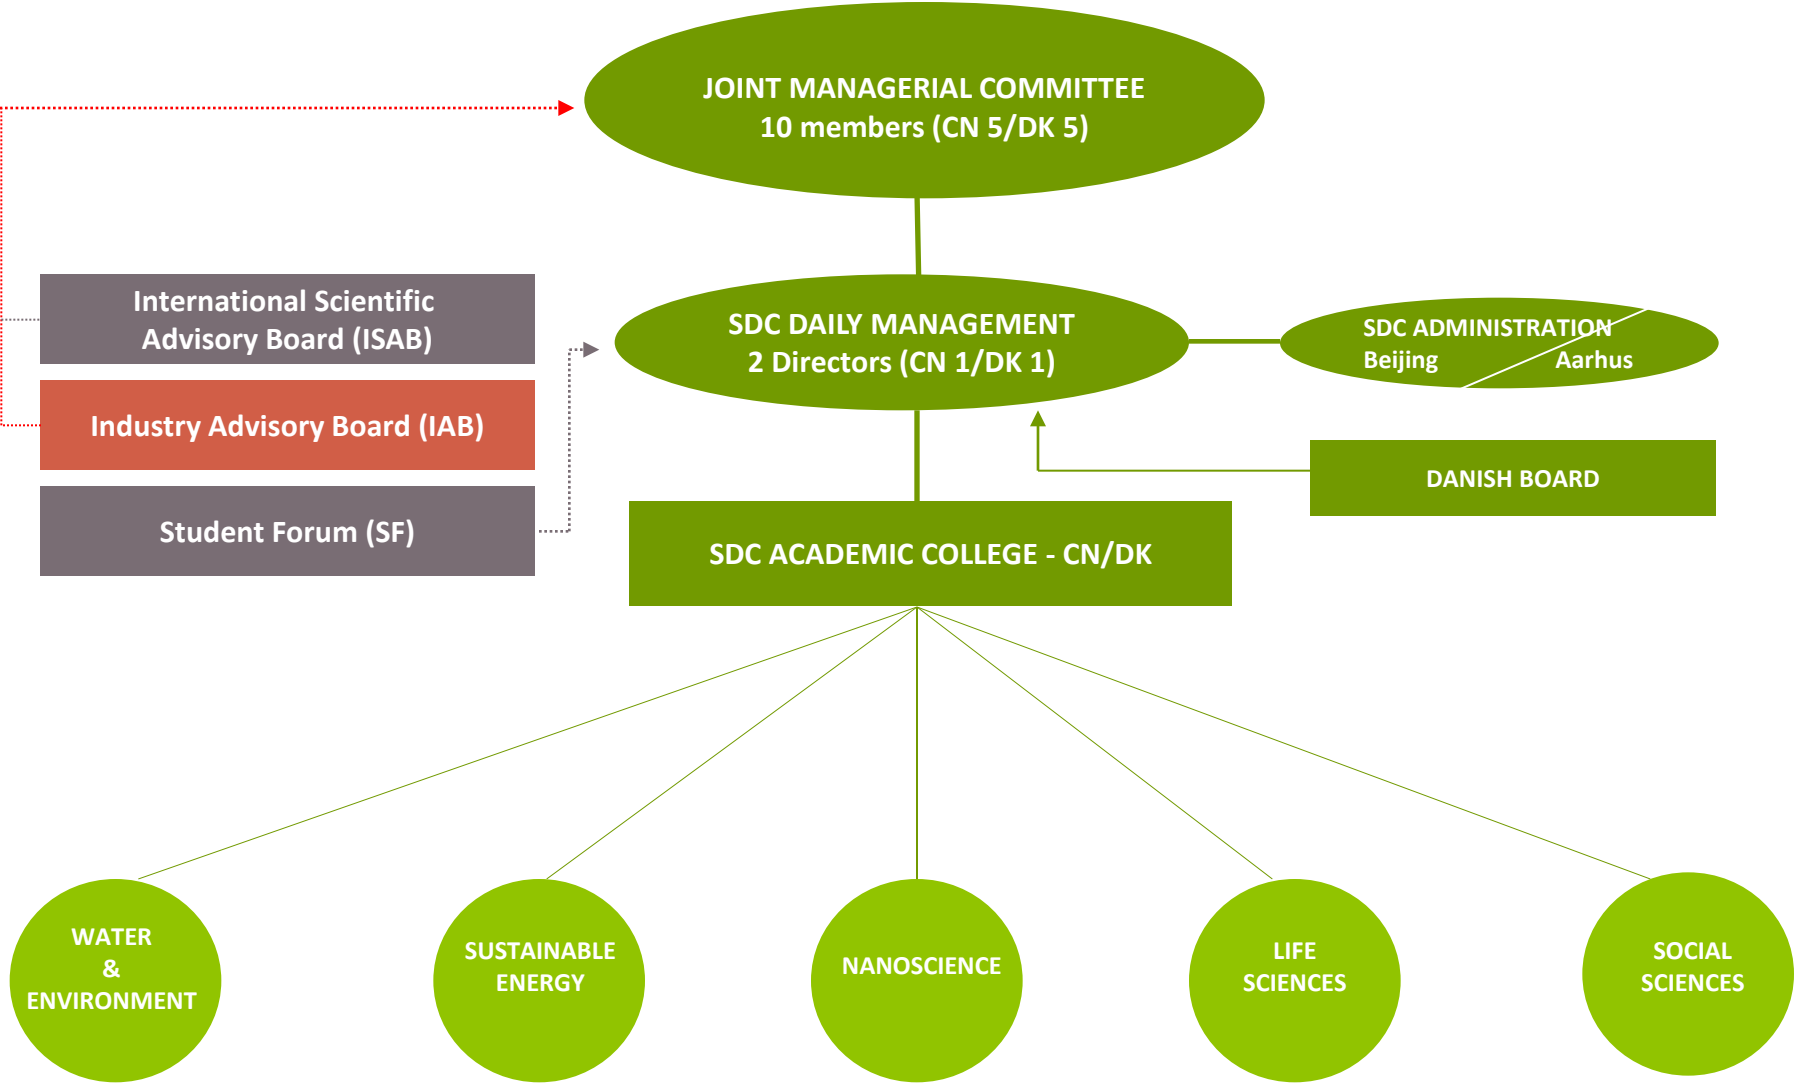 JOINT MANAGERIAL COMMITTEE
10 members (CN 5/DK 5)
International Scientific
Advisory Board (ISAB)
SDC DAILY MANAGEMENT
2 Directors (CN 1/DK 1)
SDC ADMINISTRATION
Beijing Aarhus
Industry Advisory Board (IAB)
DANISH BOARD
Student Forum (SF)
SDC ACADEMIC COLLEGE - CN/DK
WATER
&
ENVIRONMENT
SUSTAINABLE
ENERGY
NANOSCIENCE
LIFE
SCIENCES
SOCIAL
SCIENCES